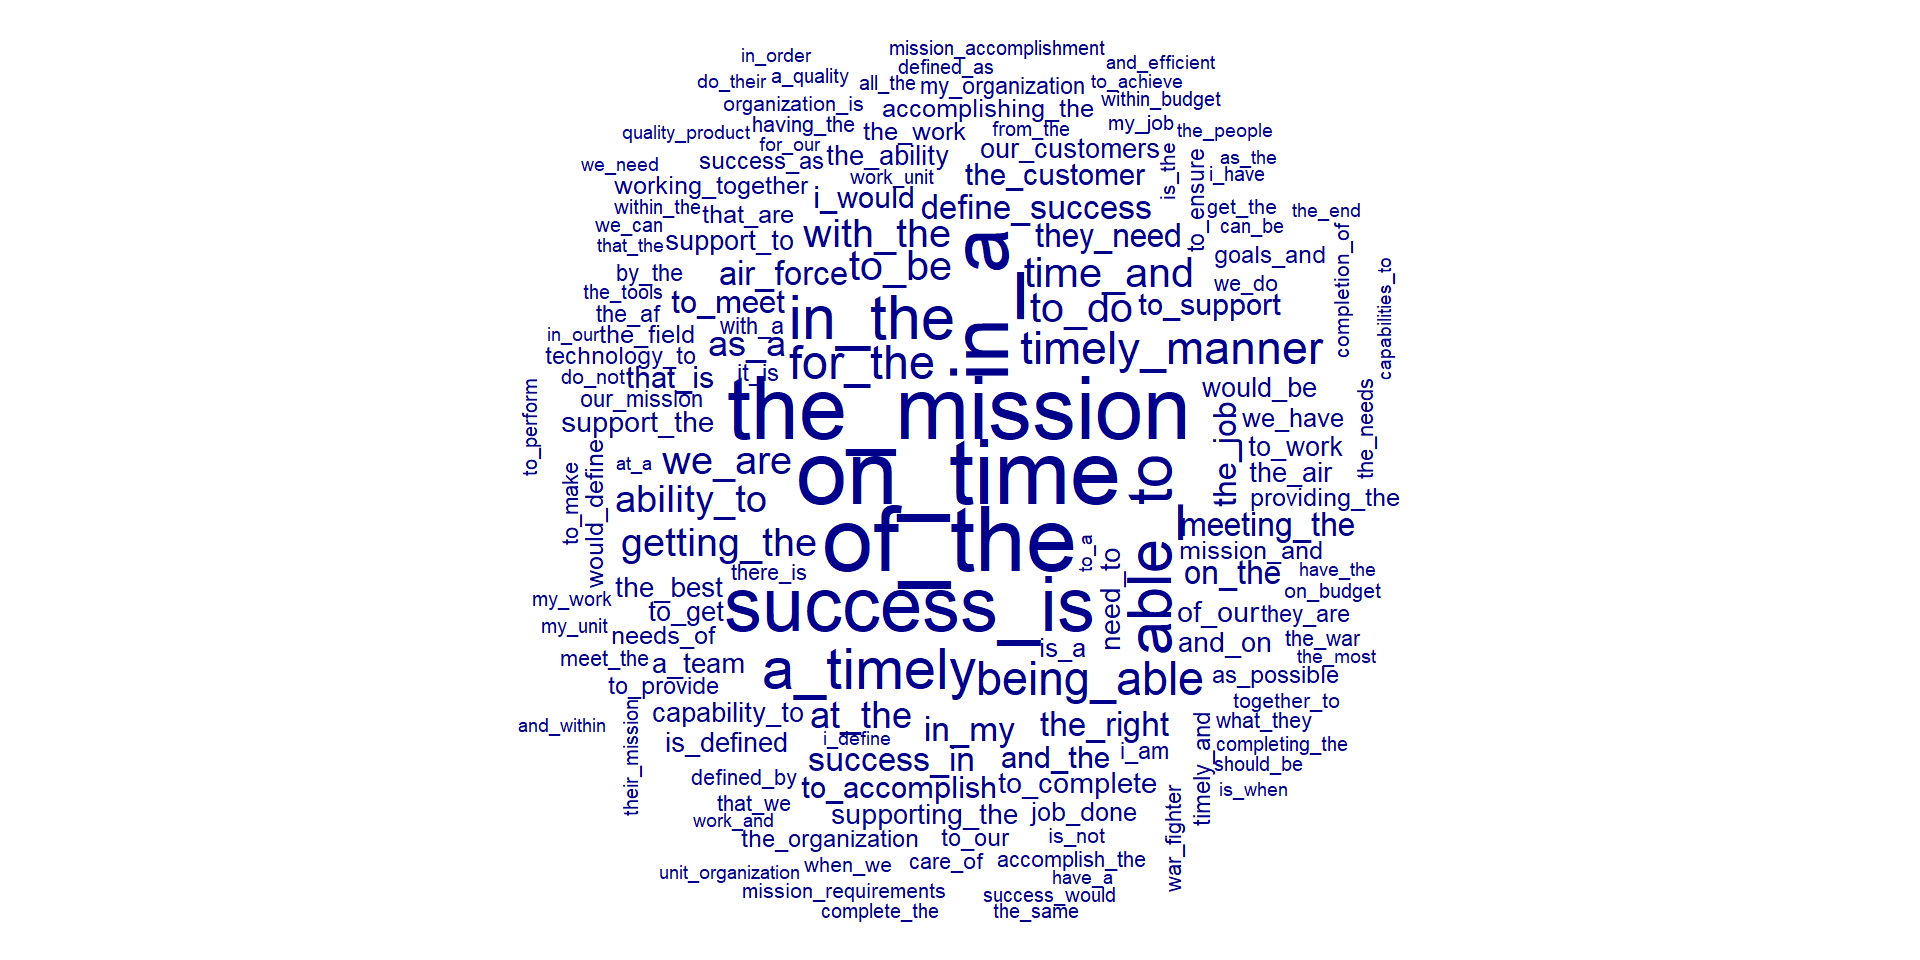 in_order
mission_accomplishment
defined_as
and_efficient
do_their
a_quality
all_the
my_organization
to_achieve
organization_is
accomplishing_the
within_budget
quality_product
having_the
the_work
from_the
my_job
the_people
for_our
we_need
success_as
the_ability
our_customers
is_the
to_ensure
as_the
working_together
work_unit
the_customer
i_have
i_would
define_success
within_the
that_are
get_the
the_end
we_can
that_the
support_to
with_the
in_a
they_need
can_be
completion_of
by_the
air_force
to_be
time_and
goals_and
capabilities_to
the_tools
to_meet
in_the
to_do
to_support
we_do
the_af
with_a
in_our
the_field
as_a
for_the
timely_manner
technology_to
do_not
that_is
it_is
our_mission
the_mission
would_be
to_perform
support_the
the_job
we_have
the_needs
to_make
would_define
at_a
we_are
on_time
able_to
to_work
the_air
ability_to
providing_the
getting_the
of_the
to_a
need_to
meeting_the
mission_and
there_is
on_the
have_the
my_work
the_best
on_budget
to_get
success_is
of_our
they_are
my_unit
needs_of
is_a
and_on
the_war
meet_the
a_team
a_timely
being_able
the_most
as_possible
to_provide
together_to
and_within
their_mission
capability_to
at_the
in_my
the_right
timely_and
what_they
is_defined
i_define
success_in
and_the
i_am
completing_the
should_be
defined_by
to_accomplish
to_complete
is_when
that_we
war_fighter
work_and
supporting_the
job_done
the_organization
to_our
is_not
unit_organization
when_we
care_of
accomplish_the
have_a
mission_requirements
success_would
complete_the
the_same